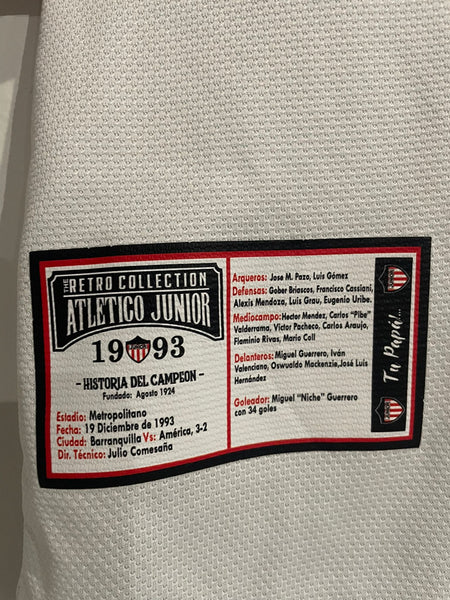 THE RETRO COLLECTION
ATLETICO JUNIOR
19 93
- HISTORIA DEL CAMPEON -
Fundado: Agosto 1924
Estadio: Metropolitano
Fecha: 19 Diciembre de 1993
Ciudad: Barranquilla Vs: América, 3-2
Dir. Técnico: Julio Comesaña
Arqueros: Jose M. Pazo, Luis Gómez
Defensas: Gober Briascos, Francisco Cassiani,
Alexis Mendoza, Luis Grau, Eugenio Uribe.
Mediocampo: Hector Mendez, Carlos "Pibe"
Valderrama, Victor Pacheco, Carlos Araujo,
Fleminio Rivas, Mario Coll
Delanteros: Miguel Guerrero, Iván
Valenciano, Oswualdo Mackenzie, José Luis
Hernández
Goleador: Miguel "Niche" Guerrero
con 34 goles
Tu Papá!...